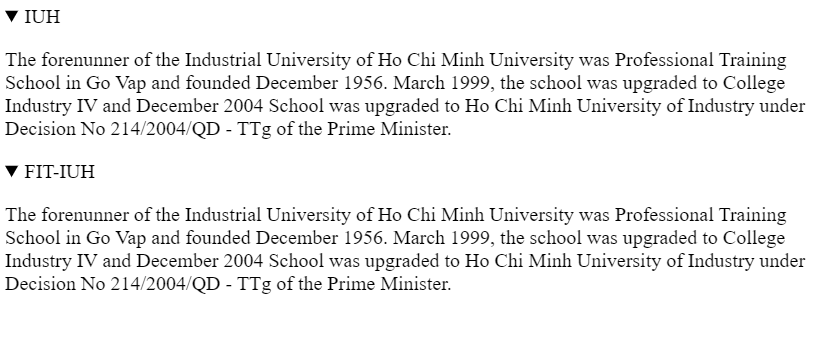 ▼ IUH
The forenunner of the Industrial University of Ho Chi Minh University was Professional Training
School in Go Vap and founded December 1956. March 1999, the school was upgraded to College
Industry IV and December 2004 School was upgraded to Ho Chi Minh University of Industry under
Decision No 214/2004/QD - TTg of the Prime Minister.
▼ FIT-IUH
The forenunner of the Industrial University of Ho Chi Minh University was Professional Training
School in Go Vap and founded December 1956. March 1999, the school was upgraded to College
Industry IV and December 2004 School was upgraded to Ho Chi Minh University of Industry under
Decision No 214/2004/QD - TTg of the Prime Minister.